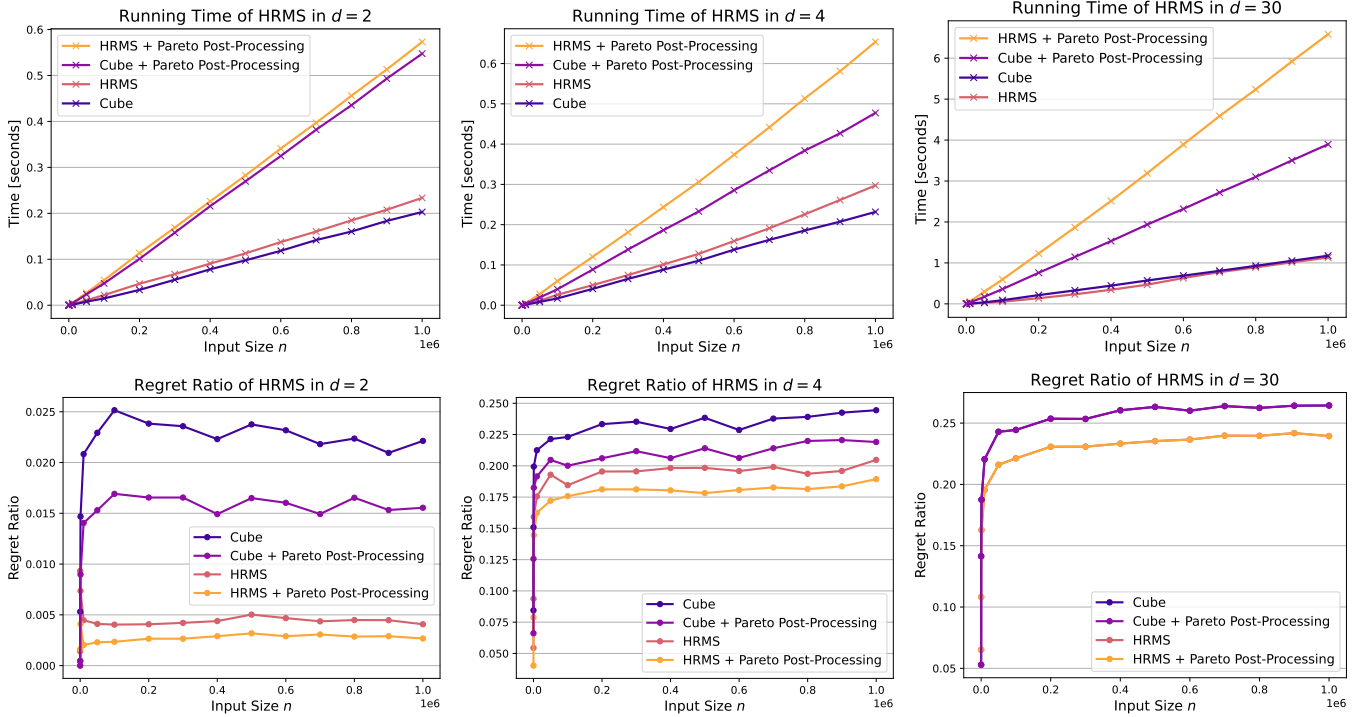 Running Time of HRMS in d = 2
HRMS + Pareto Post-Processing
Cube + Pareto Post-Processing
HRMS
Cube
Time [seconds]
0.6
0.5
0.4
0.3
0.2
0.1
0.0
0.0 0.2 0.4 0.6 0.8 1.0
1e6
Input Size n
Running Time of HRMS in d = 4
HRMS + Pareto Post-Processing
Cube + Pareto Post-Processing
HRMS
Cube
Time [seconds]
0.6
0.5
0.4
0.3
0.2
0.1
0.0
0.0 0.2 0.4 0.6 0.8 1.0
1e6
Input Size n
Running Time of HRMS in d = 30
HRMS + Pareto Post-Processing
Cube + Pareto Post-Processing
Cube
HRMS
Time [seconds]
6
5
4
3
2
1
0
0.0 0.2 0.4 0.6 0.8 1.0
1e6
Input Size n
Regret Ratio of HRMS in d = 2
Regret Ratio
0.025
0.020
0.015
0.010
0.005
0.000
Cube
Cube + Pareto Post-Processing
HRMS
HRMS + Pareto Post-Processing
0.0 0.2 0.4 0.6 0.8 1.0
1e6
Input Size n
Regret Ratio of HRMS in d = 4
Regret Ratio
0.250
0.225
0.200
0.175
0.150
0.125
0.100
0.075
0.050
Cube
Cube + Pareto Post-Processing
HRMS
HRMS + Pareto Post-Processing
0.0 0.2 0.4 0.6 0.8 1.0
1e6
Input Size n
Regret Ratio of HRMS in d = 30
Regret Ratio
0.25
0.20
0.15
0.10
0.05
Cube
Cube + Pareto Post-Processing
HRMS
HRMS + Pareto Post-Processing
0.0 0.2 0.4 0.6 0.8 1.0
1e6
Input Size n